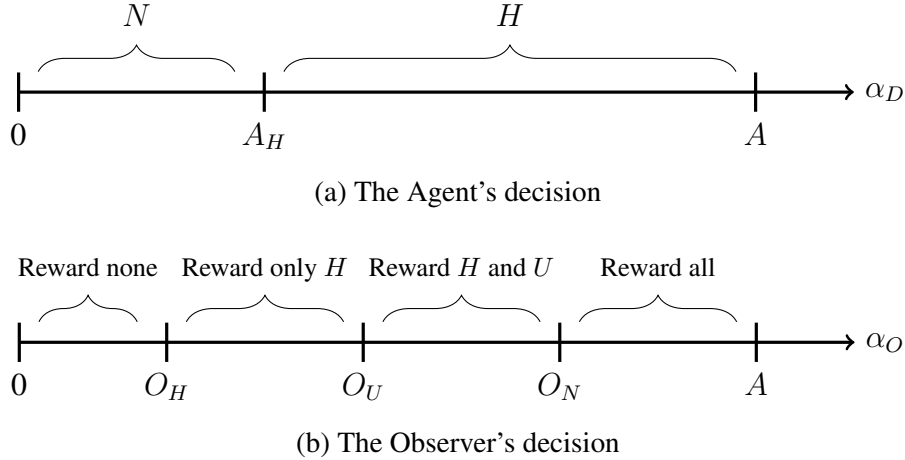 N H
0 A_H A α_D
(a) The Agent's decision
Reward none Reward only H Reward H and U Reward all
0 O_H O_U O_N A α_O
(b) The Observer's decision